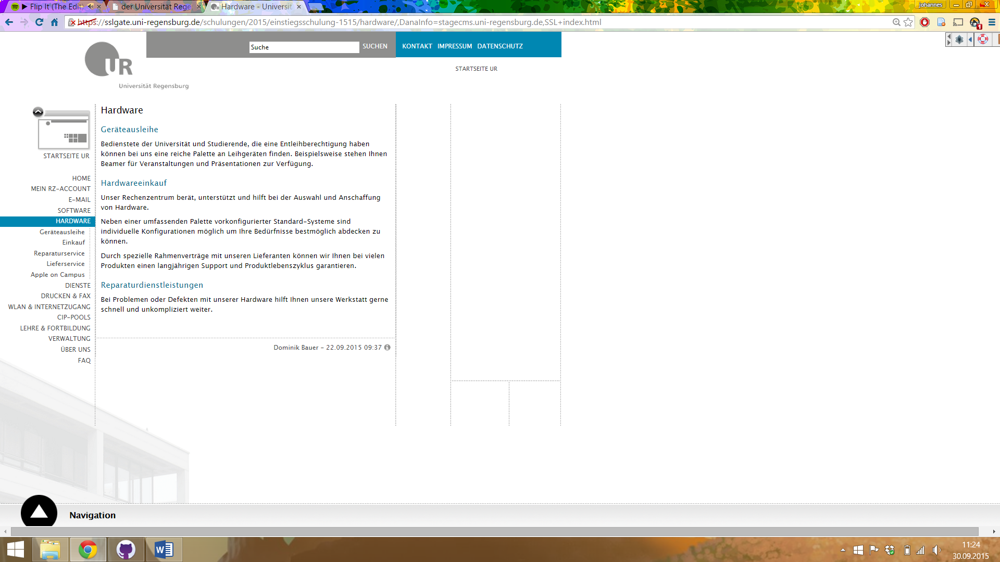 Flip It (The Edit
der Universität Rege
Hardware - Universit
johannes
https://sslgate.uni-regensburg.de/schulungen/2015/einstiegsschulung-1515/hardware/,DanaInfo=stagecms.uni-regensburg.de,SSL+index.html
1
Suche
SUCHEN
KONTAKT IMPRESSUM DATENSCHUTZ
UR
Universität Regensburg
STARTSEITE UR
STARTSEITE UR
HOME
MEIN RZ-ACCOUNT
E-MAIL
SOFTWARE
HARDWARE
Geräteausleihe
Einkauf
Reparaturservice
Lieferservice
Apple on Campus
DIENSTE
DRUCKEN & FAX
WLAN & INTERNETZUGANG
CIP-POOLS
LEHRE & FORTBILDUNG
VERWALTUNG
ÜBER UNS
FAQ
Hardware
Geräteausleihe
Bedienstete der Universität und Studierende, die eine Entleihberechtigung haben
können bei uns eine reiche Palette an Leihgeräten finden. Beispielsweise stehen Ihnen
Beamer für Veranstaltungen und Präsentationen zur Verfügung.
Hardwareeinkauf
Unser Rechenzentrum berät, unterstützt und hilft bei der Auswahl und Anschaffung
von Hardware.
Neben einer umfassenden Palette vorkonfigurierter Standard-Systeme sind
individuelle Konfigurationen möglich um Ihre Bedürfnisse bestmöglich abdecken zu
können.
Durch spezielle Rahmenverträge mit unseren Lieferanten können wir Ihnen bei vielen
Produkten einen langjährigen Support und Produktlebenszyklus garantieren.
Reparaturdienstleistungen
Bei Problemen oder Defekten mit unserer Hardware hilft Ihnen unsere Werkstatt gerne
schnell und unkompliziert weiter.
Dominik Bauer - 22.09.2015 09:37
Navigation
11:24
30.09.2015